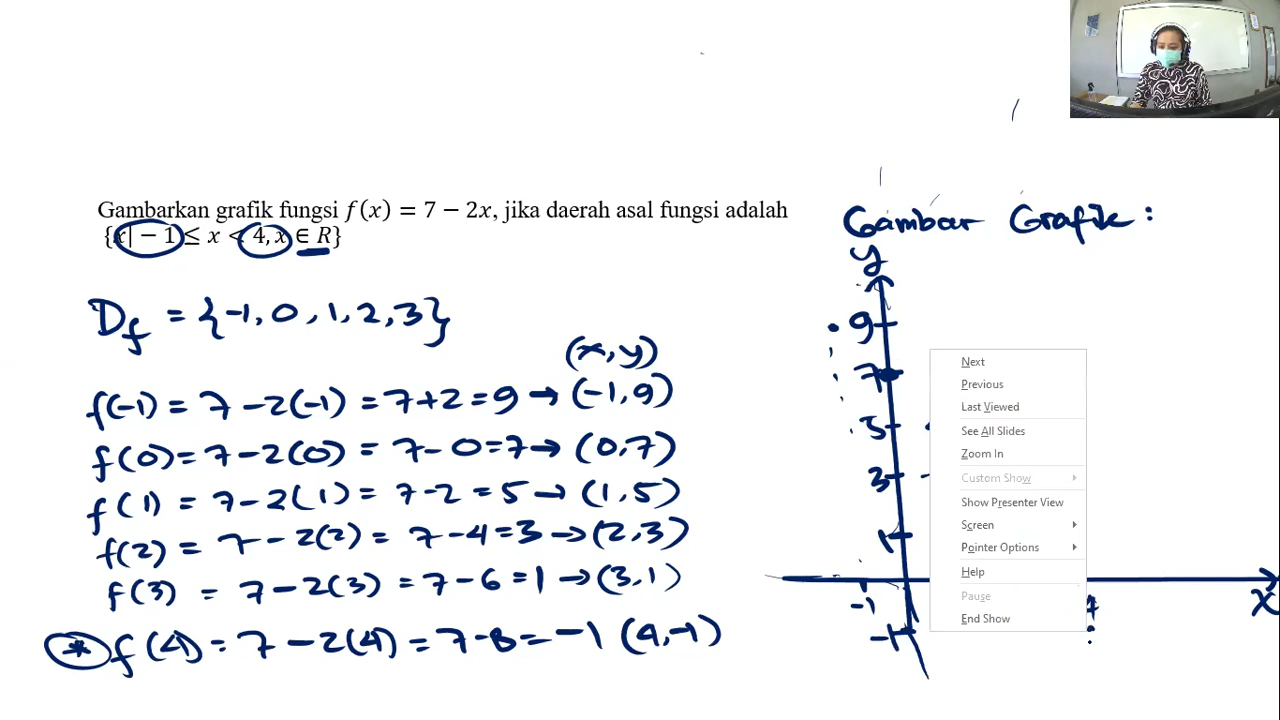 Gambarkan grafik fungsi f(x) = 7 − 2x, jika daerah asal fungsi adalah
{x| − 1 ≤ x < 4, x ∈ R}
Df = {-1, 0, 1, 2, 3}
(x, y)
f(-1) = 7 - 2(-1) = 7 + 2 = 9 → (-1, 9)
f(0) = 7 - 2(0) = 7 - 0 = 7 → (0, 7)
f(1) = 7 - 2(1) = 7 - 2 = 5 → (1, 5)
f(2) = 7 - 2(2) = 7 - 4 = 3 → (2, 3)
f(3) = 7 - 2(3) = 7 - 6 = 1 → (3, 1)
* f(4) = 7 - 2(4) = 7 - 8 = -1 (4, -1)
Gambar Grafik :
y
9
7
5
3
1
-1
-1
x
Next
Previous
Last Viewed
See All Slides
Zoom In
Custom Show
Show Presenter View
Screen
Pointer Options
Help
Pause
End Show